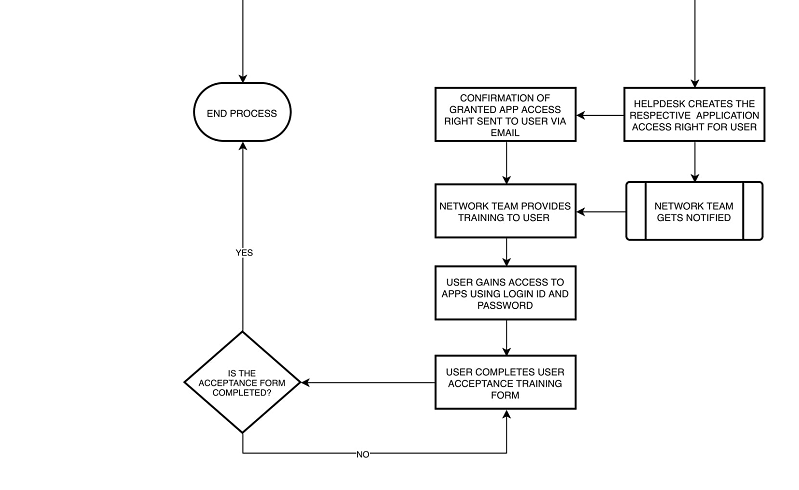 END PROCESS
CONFIRMATION OF
GRANTED APP ACCESS
RIGHT SENT TO USER VIA
EMAIL
HELPDESK CREATES THE
RESPECTIVE APPLICATION
ACCESS RIGHT FOR USER
NETWORK TEAM PROVIDES
TRAINING TO USER
NETWORK TEAM
GETS NOTIFIED
YES
USER GAINS ACCESS TO
APPS USING LOGIN ID AND
PASSWORD
IS THE
ACCEPTANCE FORM
COMPLETED?
USER COMPLETES USER
ACCEPTANCE TRAINING
FORM
NO